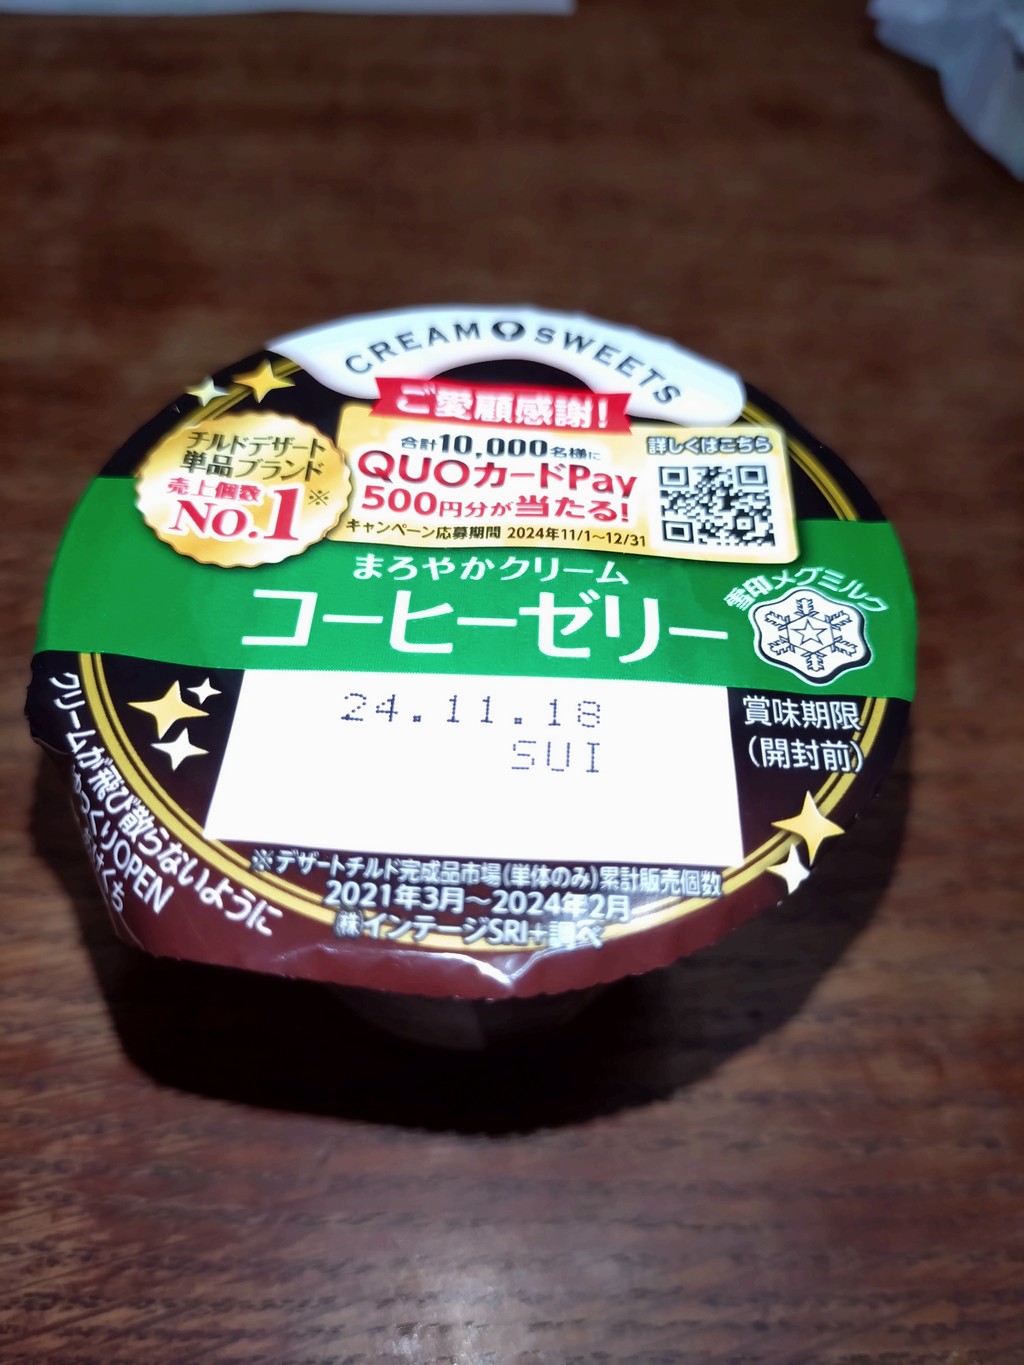 CREAM SWEETS
ご愛顧感謝!
チルドデザート
単品ブランド
売上個数
No.1※
合計10,000名様に
QUOカードPay
500円分が当たる!
キャンペーン応募期間 2024年11/1~12/31
詳しくはこちら
まろやかクリーム
コーヒーゼリー
雪印メグミルク
24.11.18
SUI
賞味期限
(開封前)
クリームが飛び散らないように
ゆっくりOPEN
※デザートチルド完成品市場(単体のみ)累計販売個数
2021年3月~2024年2月
㈱インテージSRI+調べ